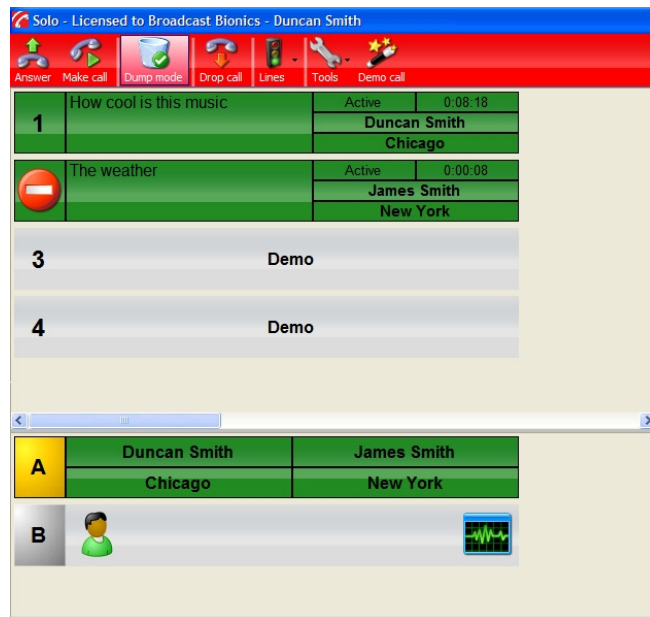 Solo - Licensed to Broadcast Bionics - Duncan Smith
Answer Make call Dump mode Drop call Lines Tools Demo call
1 How cool is this music Active 0:08:18
Duncan Smith
Chicago
The weather Active 0:00:08
James Smith
New York
3 Demo
4 Demo
A Duncan Smith James Smith
Chicago New York
B